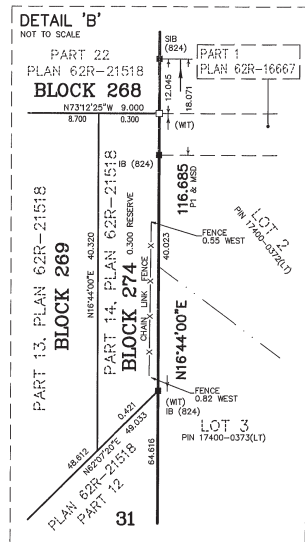 DETAIL 'B'
NOT TO SCALE
SIB
(824)
PART 22
PLAN 62R-21518
BLOCK 268
PART 1
PLAN 62R-16667
N73°12'25"W 9.000
8.700 0.300
12.045
18.071
(WIT)
IB (824)
116.685
P1 & MSD
PART 13, PLAN 62R-21518
BLOCK 269
40.320
N16°44'00"E
PART 14, PLAN 62R-21518
BLOCK 274
0.300 RESERVE
CHAIN LINK FENCE
40.023
FENCE
0.55 WEST
LOT 2
PIN 17400-0372(LT)
N16°44'00"E
FENCE
0.82 WEST
(WIT)
IB (824)
LOT 3
PIN 17400-0373(LT)
0.421
49.033
48.612
N62°07'20"E
64.616
PLAN 62R-21518
PART 12
31